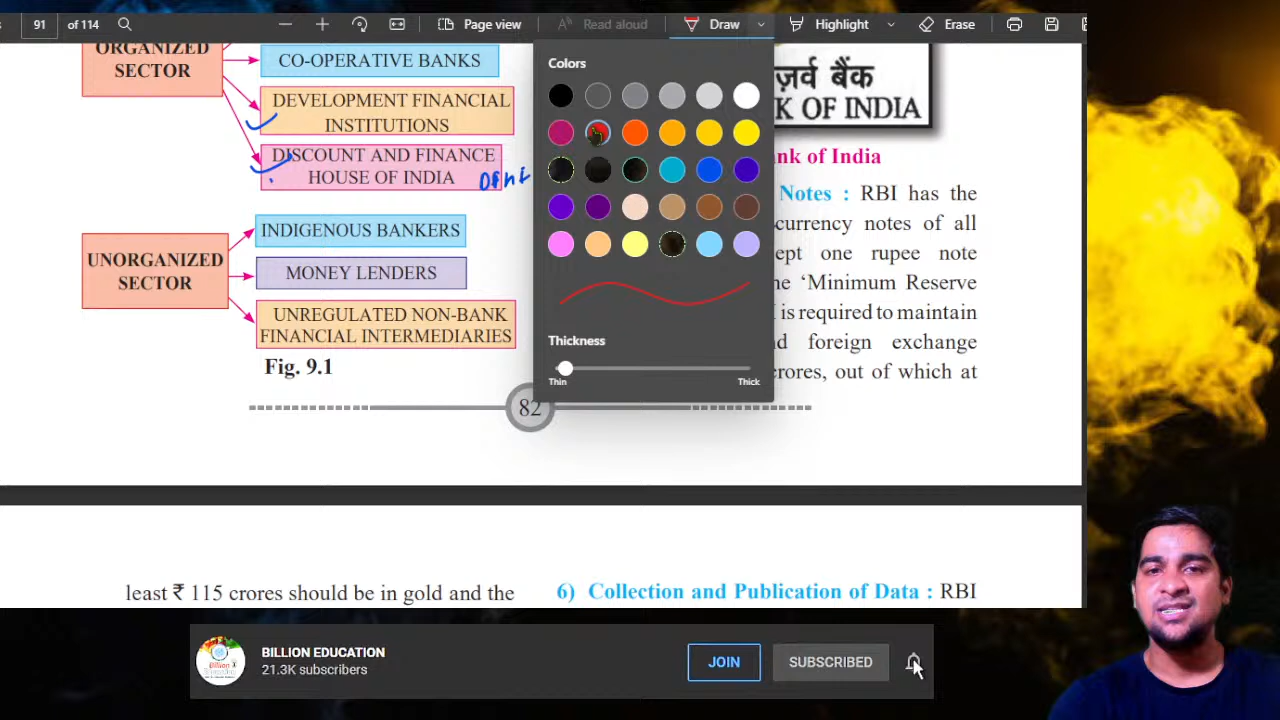 91
of 114
Page view
Read aloud
Draw
Highlight
Erase
ORGANIZED
SECTOR
CO-OPERATIVE BANKS
DEVELOPMENT FINANCIAL
INSTITUTIONS
DISCOUNT AND FINANCE
HOUSE OF INDIA
UNORGANIZED
SECTOR
INDIGENOUS BANKERS
MONEY LENDERS
UNREGULATED NON-BANK
FINANCIAL INTERMEDIARIES
Fig. 9.1
82
Colors
Thickness
Thin
Thick
बैंक
OF INDIA
of India
Notes : RBI has the
currency notes of all
one rupee note
‘Minimum Reserve
is required to maintain
foreign exchange
out of which at
least ₹ 115 crores should be in gold and the
6) Collection and Publication of Data : RBI
BILLION EDUCATION
21.3K subscribers
JOIN
SUBSCRIBED